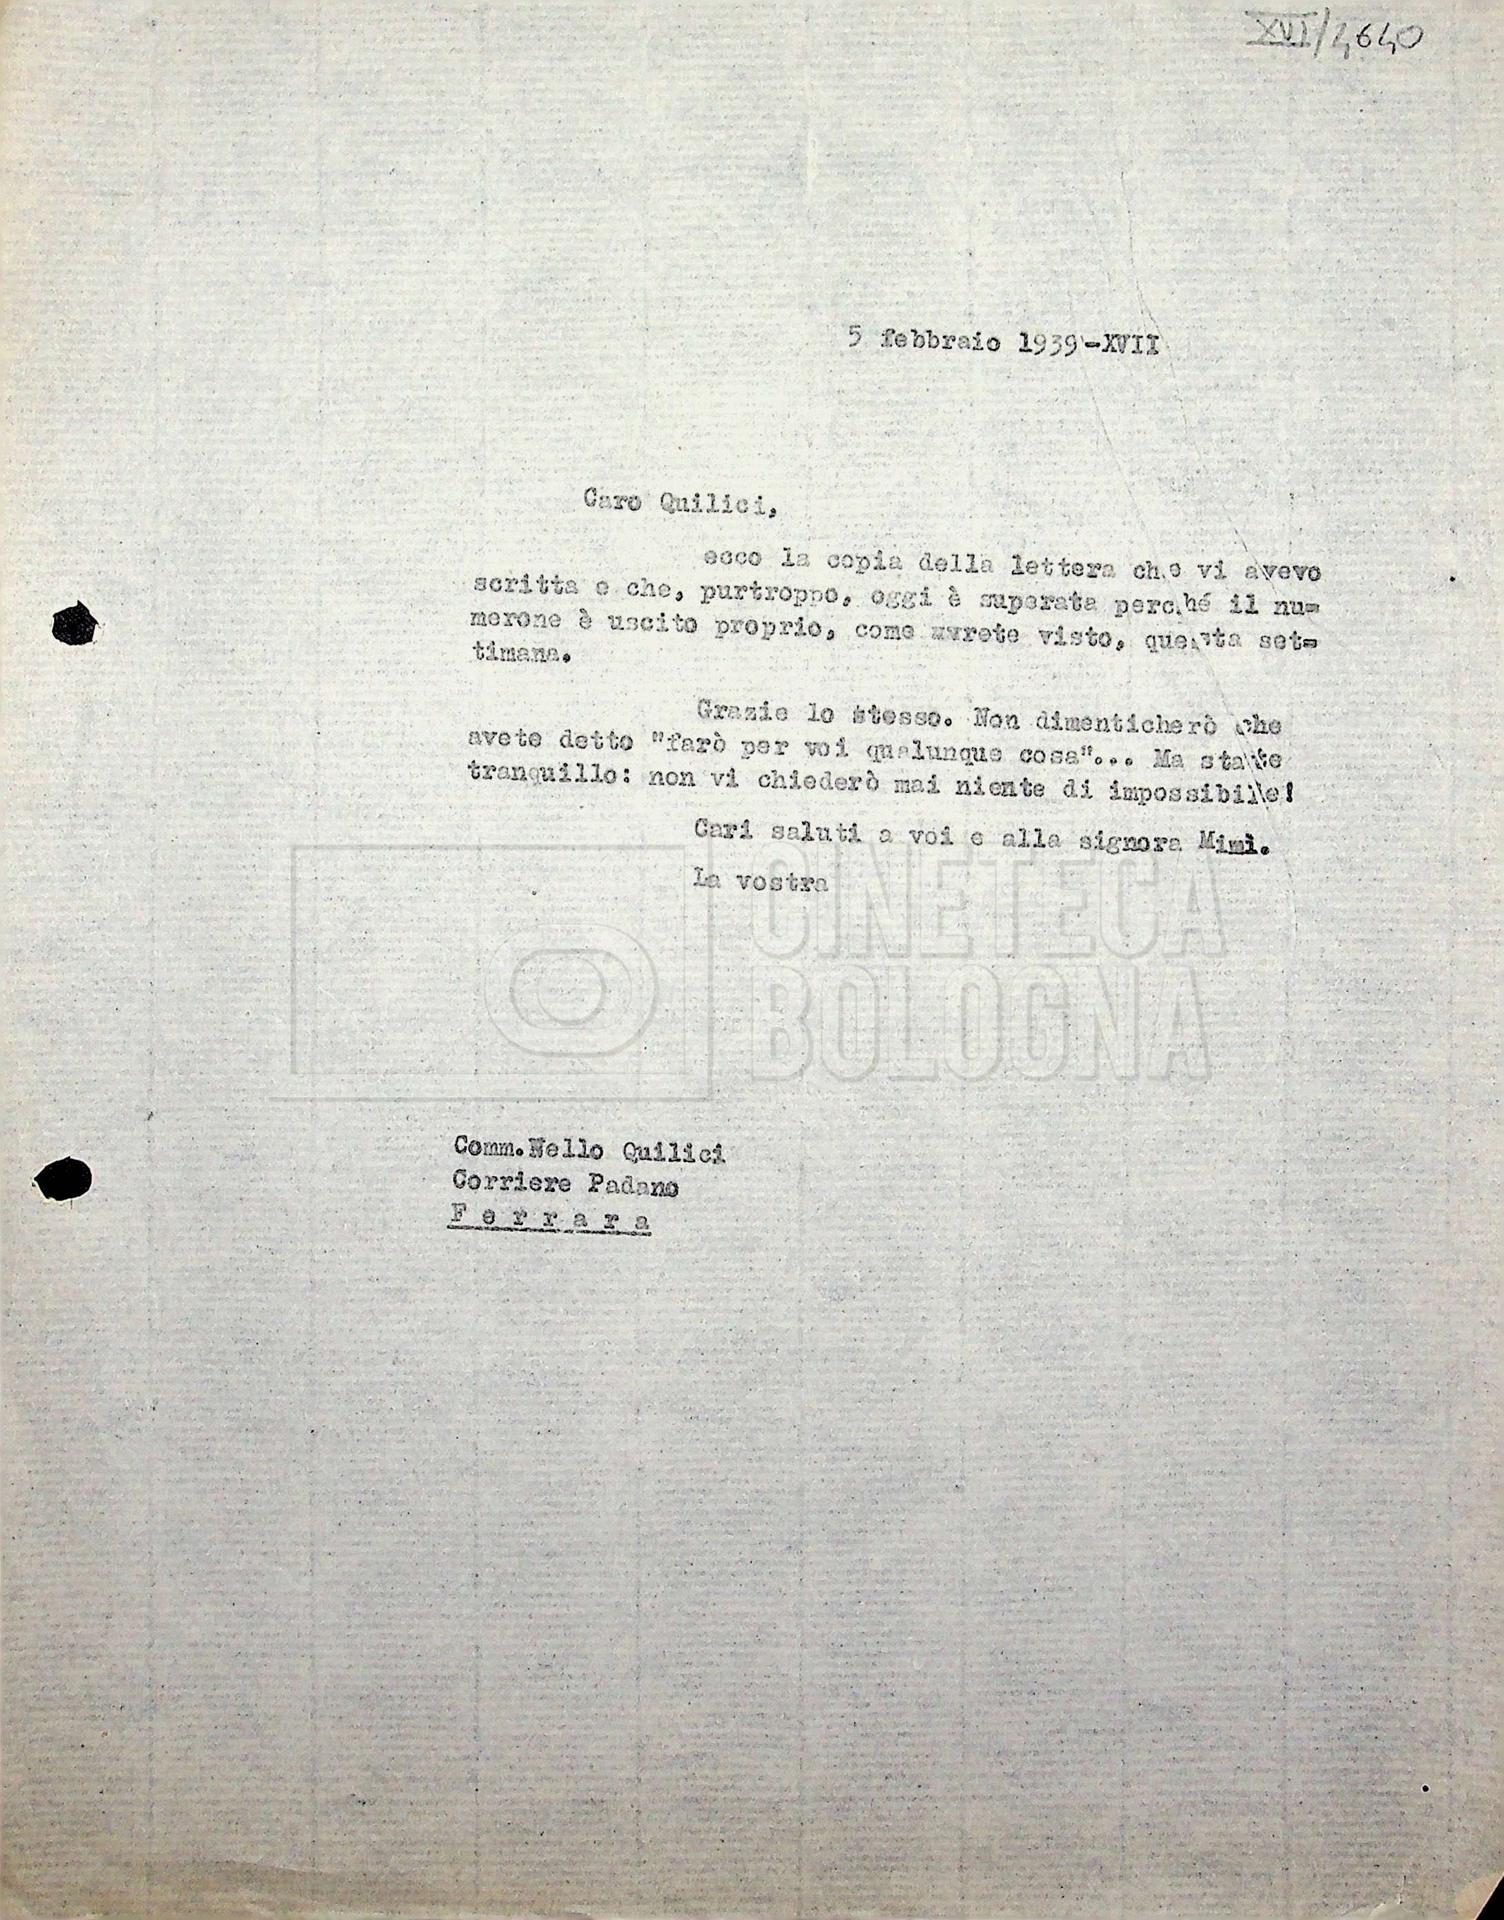 XVI/4640
5 febbraio 1939-XVII
Caro Quilici,
ecco la copia della lettera che vi avevo
scritta e che, purtroppo, oggi è superata perché il nu=
merone è uscito proprio, come avrete visto, questa set=
timana.
Grazie lo stesso. Non dimenticherò che
avete detto "farò per voi qualunque cosa"... Ma state
tranquillo: non vi chiederò mai niente di impossibile!
Cari saluti a voi e alla signora Mimì.
La vostra
CINETECA
BOLOGNA
Comm.Nello Quilici
Corriere Padano
F e r r a r a